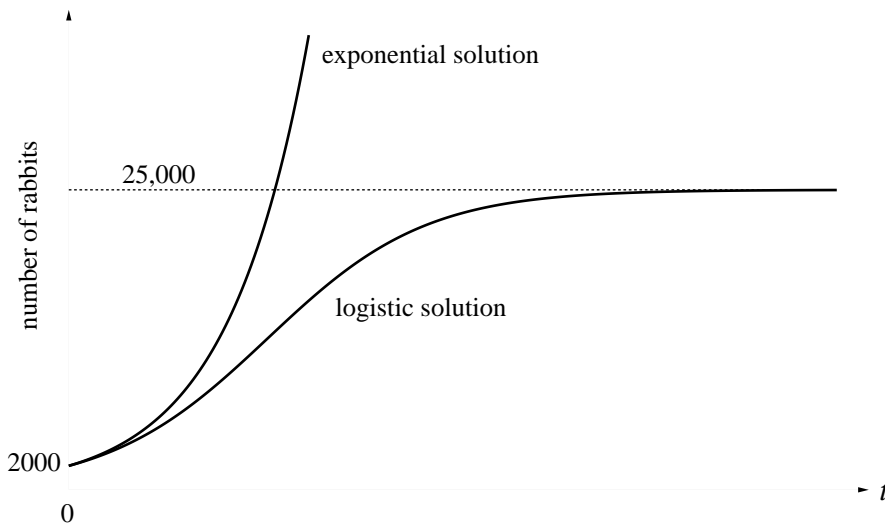 exponential solution
25,000
number of rabbits
logistic solution
2000
0
t